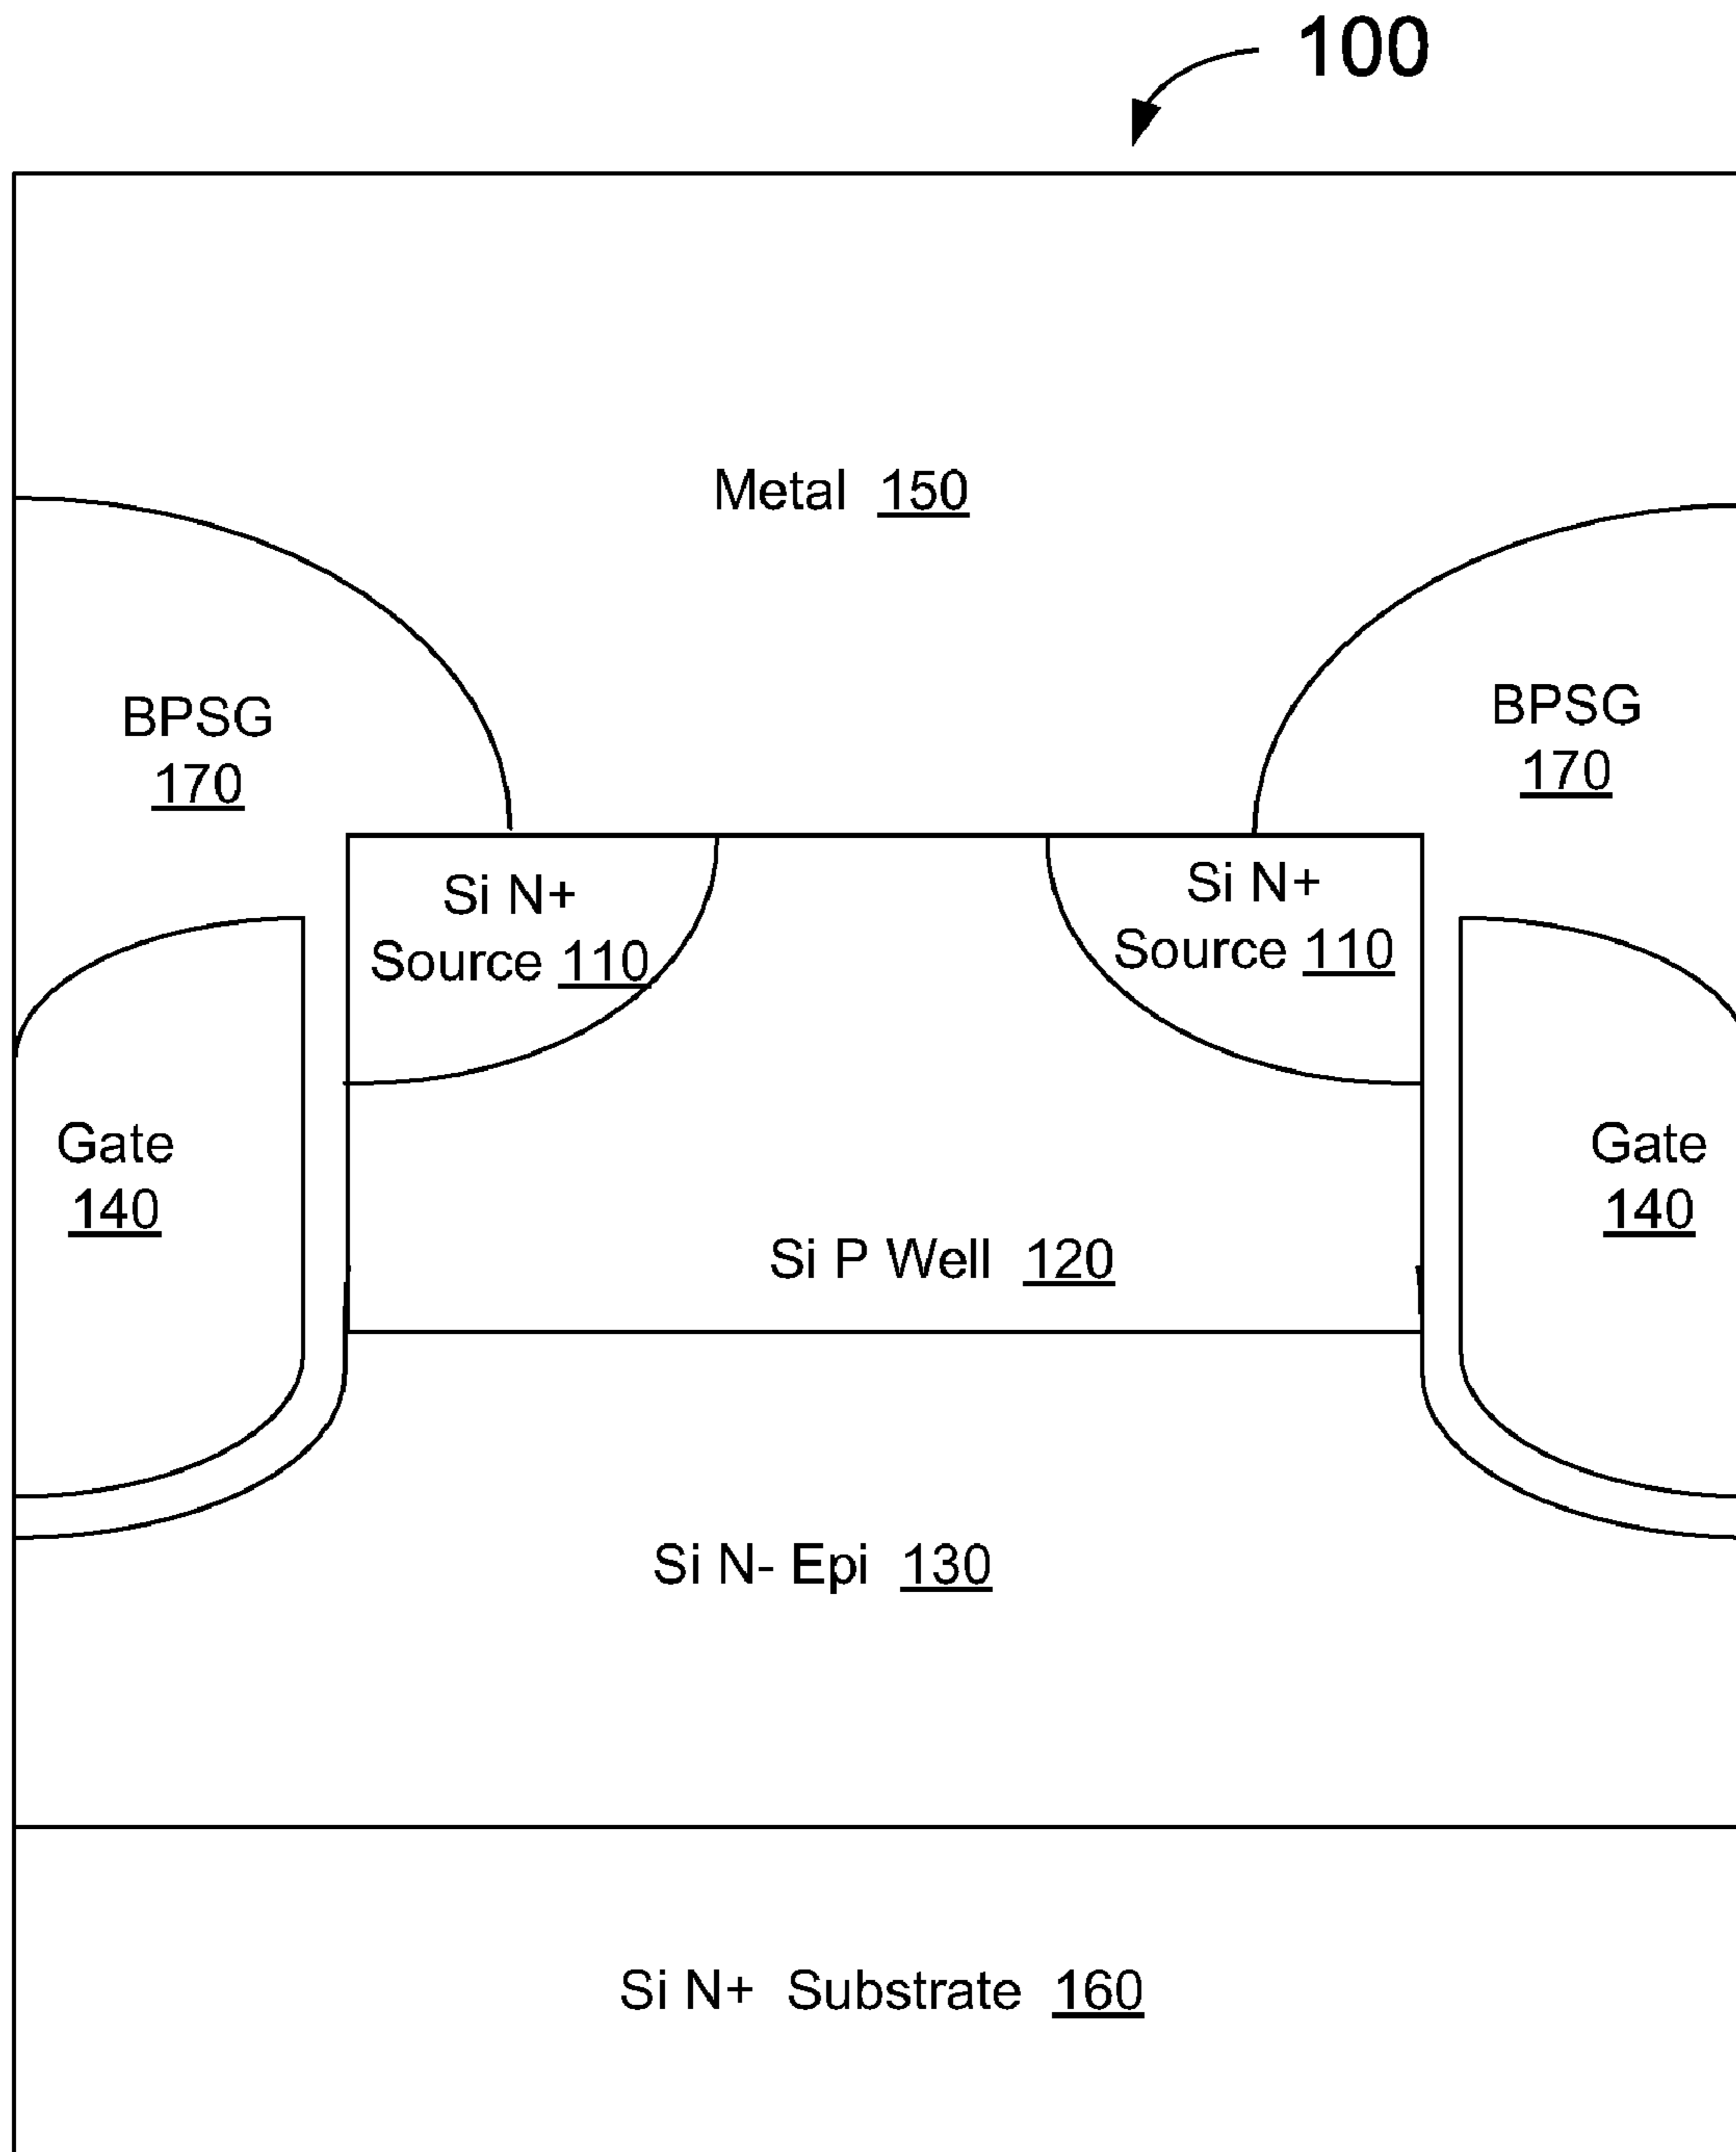 100
Metal 150
BPSG
170
BPSG
170
Si N+
Source 110
Si N+
Source 110
Gate
140
Gate
140
Si P Well 120
Si N- Epi 130
Si N+ Substrate 160